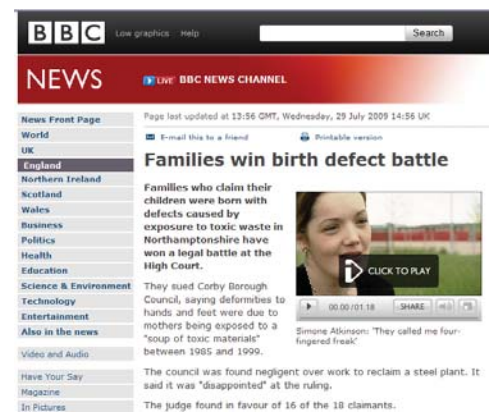 BBC Low graphics Help Search
NEWS LIVE BBC NEWS CHANNEL
News Front Page
World
UK
England
Northern Ireland
Scotland
Wales
Business
Politics
Health
Education
Science & Environment
Technology
Entertainment
Also in the news
Video and Audio
Have Your Say
Magazine
In Pictures
Page last updated at 13:56 GMT, Wednesday, 29 July 2009 14:56 UK
E-mail this to a friend Printable version
Families win birth defect battle
Families who claim their
children were born with
defects caused by
exposure to toxic waste in
Northamptonshire have
won a legal battle at the
High Court.
They sued Corby Borough
Council, saying deformities to
hands and feet were due to
mothers being exposed to a
"soup of toxic materials"
between 1985 and 1999.
CLICK TO PLAY
00.00/01.18 SHARE
Simone Atkinson: 'They called me four-
fingered freak'
The council was found negligent over work to reclaim a steel plant. It
said it was "disappointed" at the ruling.
The judge found in favour of 16 of the 18 claimants.